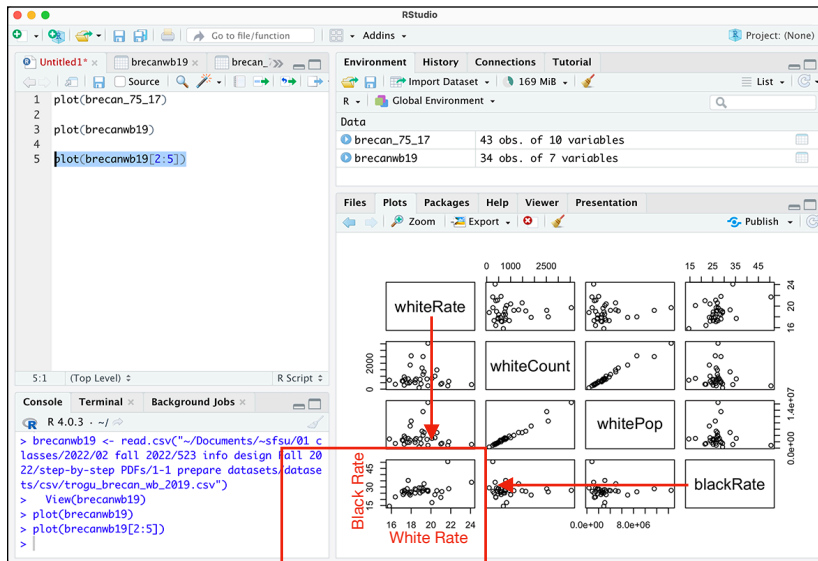 RStudio
Go to file/function
Addins
Project: (None)
Untitled1*
brecanwb19
brecan_
Source
1 plot(brecan_75_17)
2
3 plot(brecanwb19)
4
5 plot(brecanwb19[2:5])
5:1 (Top Level) R Script
Console Terminal Background Jobs
R 4.0.3 · ~/
> brecanwb19 <- read.csv("~/Documents/~sfsu/01 c
lasses/2022/02 fall 2022/523 info design Fall 20
22/step-by-step PDFs/1-1 prepare datasets/datase
ts/csv/trogu_brecan_wb_2019.csv")
> View(brecanwb19)
> plot(brecanwb19)
> plot(brecanwb19[2:5])
>
Environment History Connections Tutorial
Import Dataset 169 MiB List
R Global Environment
Data
brecan_75_17 43 obs. of 10 variables
brecanwb19 34 obs. of 7 variables
Files Plots Packages Help Viewer Presentation
Zoom Export Publish
0 1000 2500 15 25 35 45
whiteRate 16 18 20 24
0 2000 whiteCount
whitePop 0.0e+00 1.4e+07
15 30 45 blackRate
16 18 20 22 24 0.0e+00 8.0e+06
Black Rate
White Rate